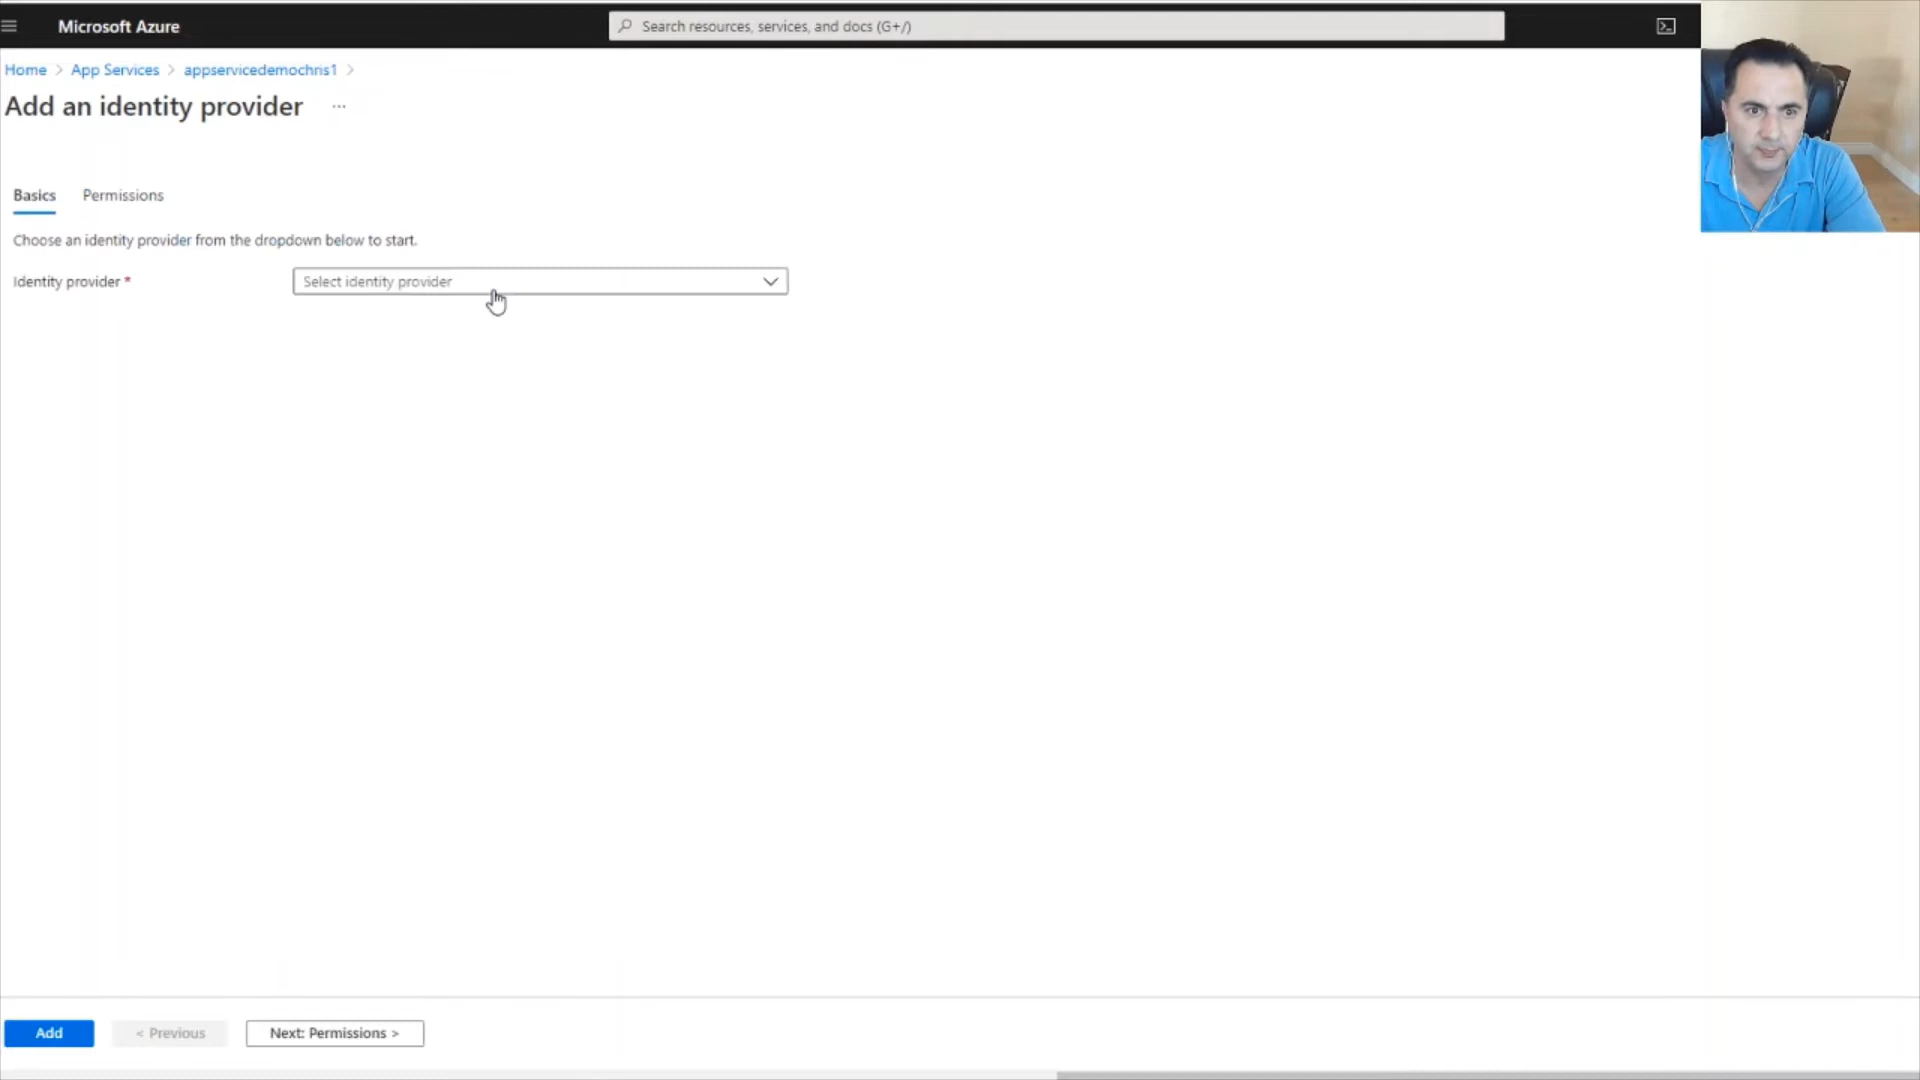 Microsoft Azure
Search resources, services, and docs (G+/)
Home > App Services > appservicedemochris1 >
Add an identity provider ...
Basics Permissions
Choose an identity provider from the dropdown below to start.
Identity provider * Select identity provider
Add < Previous Next: Permissions >